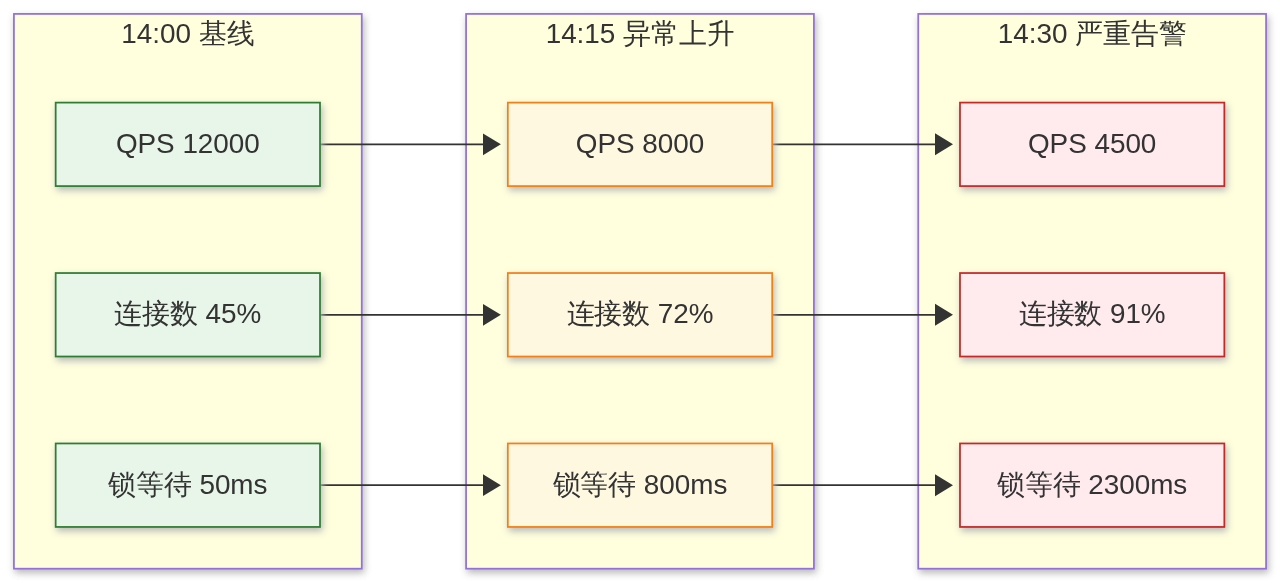 14:00 基线
QPS 12000
连接数 45%
锁等待 50ms
14:15 异常上升
QPS 8000
连接数 72%
锁等待 800ms
14:30 严重告警
QPS 4500
连接数 91%
锁等待 2300ms